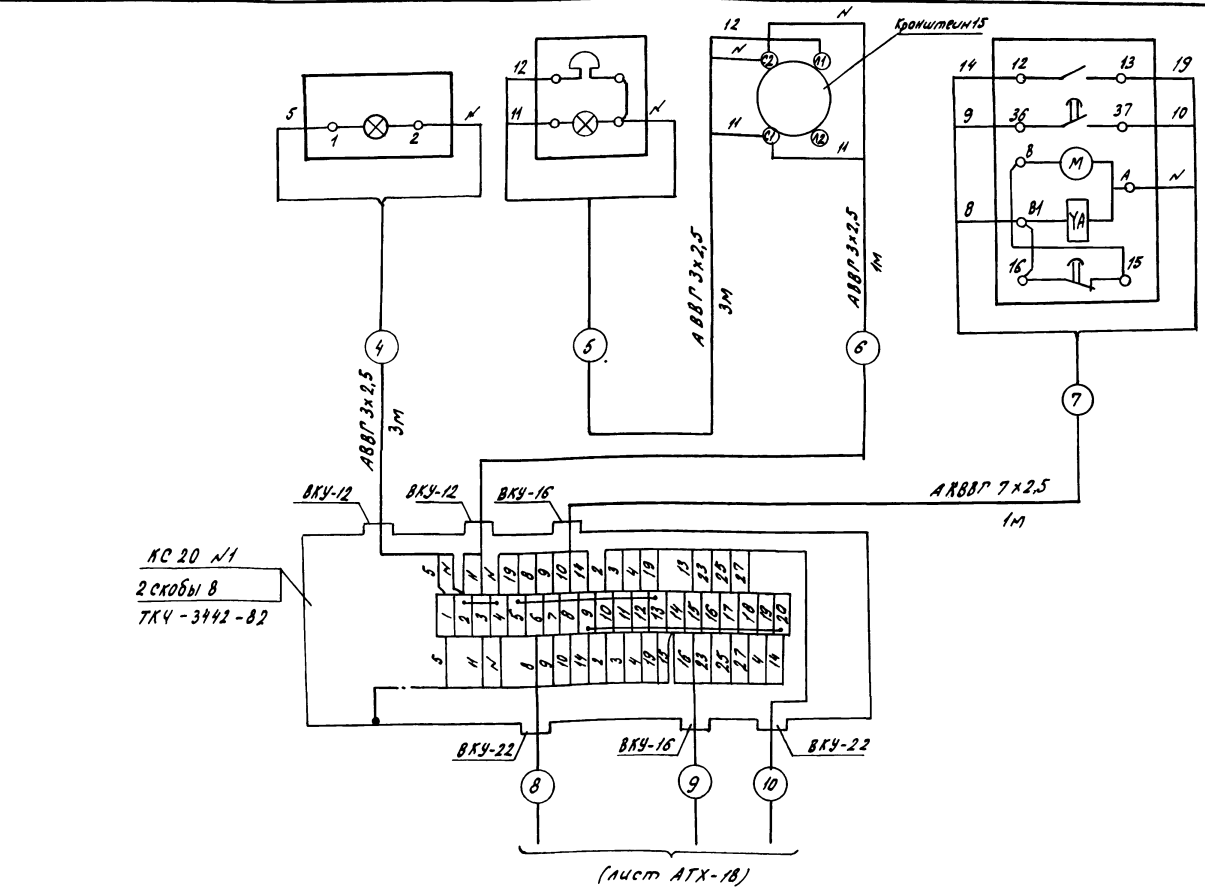 Кронштейн 15
12
N
5
1
2
N
12
11
N
N
С2
Л1
С1
Л2
11
11
14
12
13
19
9
36
37
10
В
М
А
N
8
В1
YA
16
15
4
5
6
7
АВВГ 3х2,5
3м
АВВГ 3х2,5
3м
АВВГ 3х2,5
1м
АКВВГ 7х2,5
1м
ВКУ-12
ВКУ-12
ВКУ-16
КС 20 N1
2 скобы 8
ТКЧ-3442-82
5 N 11 N 19 8 9 10 14 2 3 4 19 13 23 25 27
1 2 3 4 5 6 7 8 9 10 11 12 13 14 15 16 17 18 19 20
5 11 N 8 9 10 14 2 3 4 19 13 16 23 25 27 4 14
ВКУ-22
ВКУ-16
ВКУ-22
8
9
10
(лист АТХ-18)